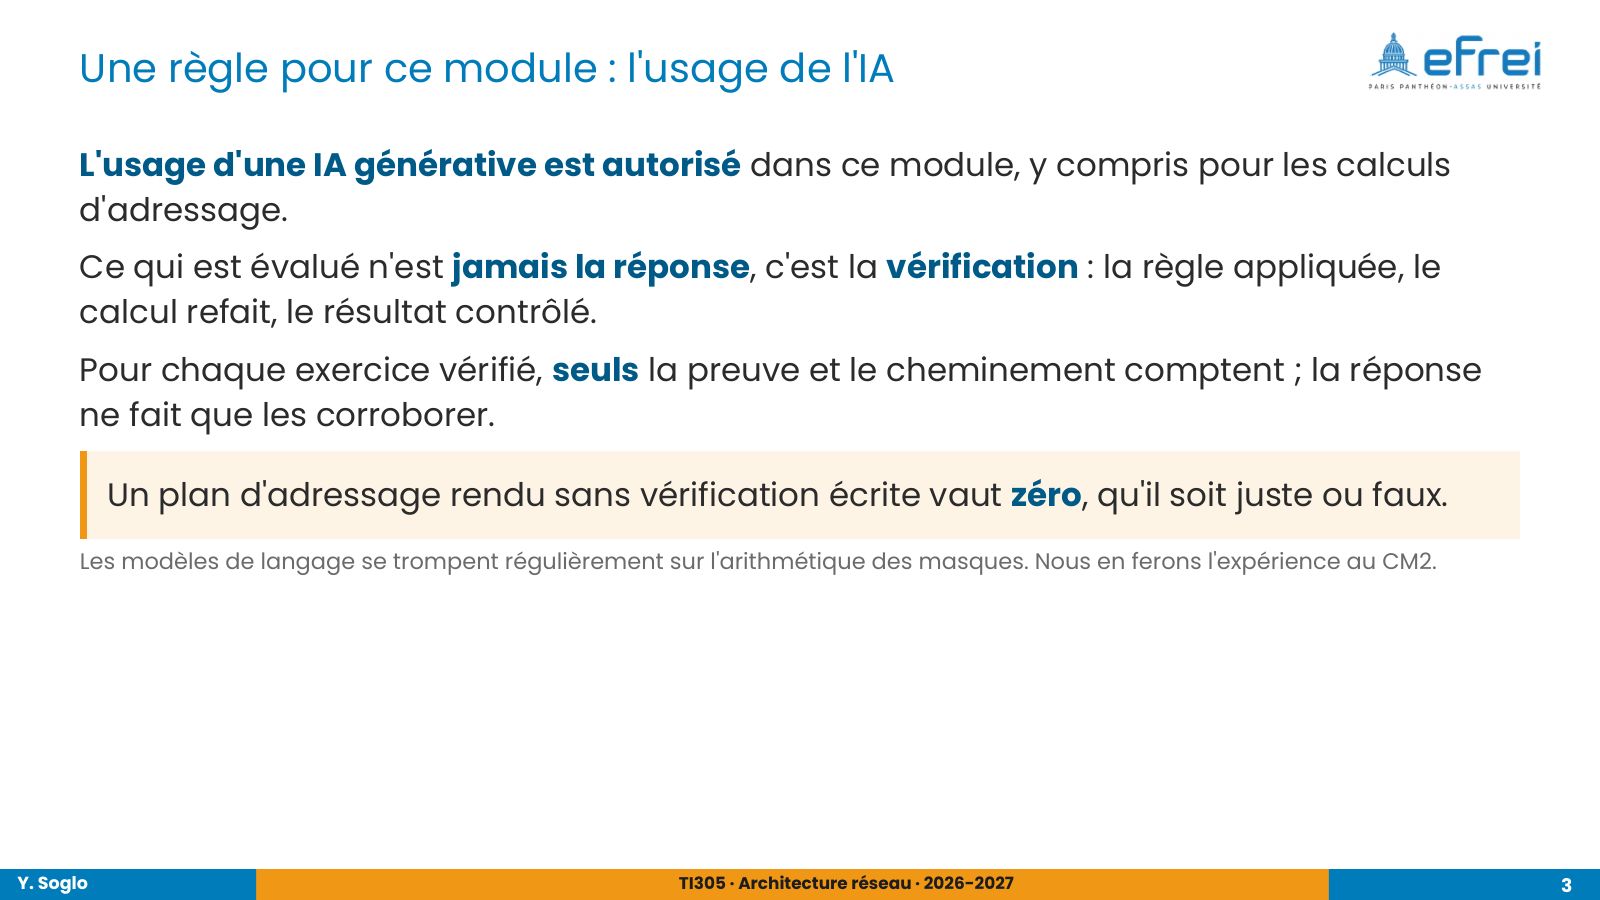 Une règle pour ce module : l'usage de l'IA
efrei
PARIS PANTHÉON-ASSAS UNIVERSITÉ
L'usage d'une IA générative est autorisé dans ce module, y compris pour les calculs
d'adressage.
Ce qui est évalué n'est jamais la réponse, c'est la vérification : la règle appliquée, le
calcul refait, le résultat contrôlé.
Pour chaque exercice vérifié, seuls la preuve et le cheminement comptent ; la réponse
ne fait que les corroborer.
Un plan d'adressage rendu sans vérification écrite vaut zéro, qu'il soit juste ou faux.
Les modèles de langage se trompent régulièrement sur l'arithmétique des masques. Nous en ferons l'expérience au CM2.
Y. Soglo
TI305 · Architecture réseau · 2026-2027
3